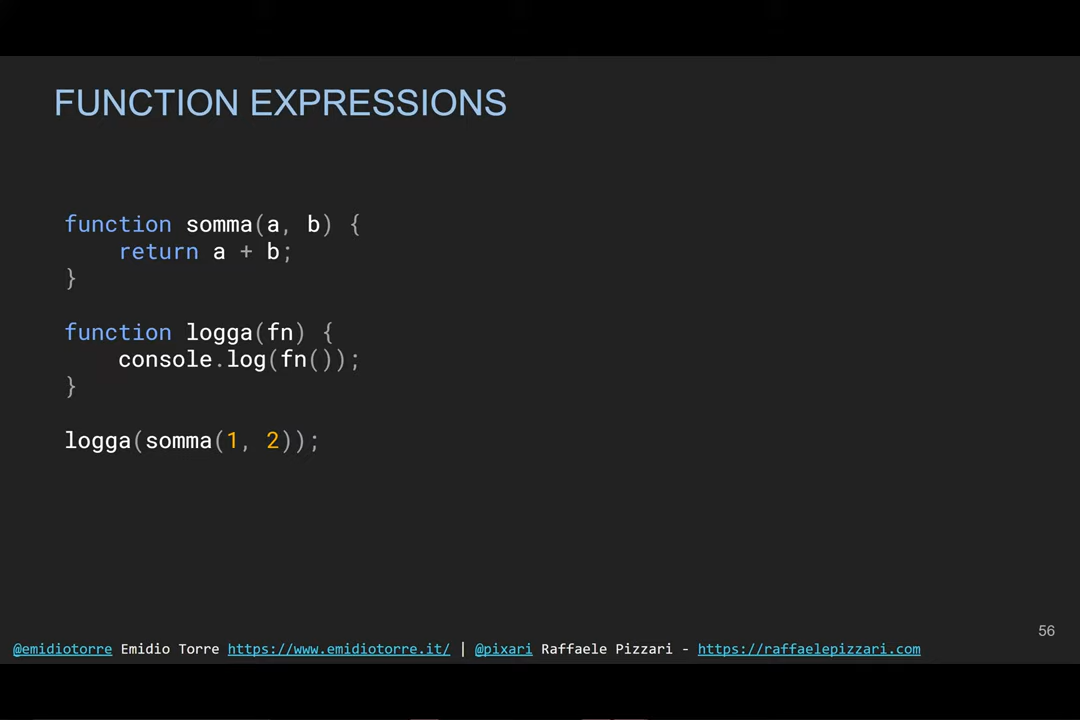 FUNCTION EXPRESSIONS
function somma(a, b) {
    return a + b;
}
function logga(fn) {
    console.log(fn());
}
logga(somma(1, 2));
56
@emidiotorre Emidio Torre https://www.emidiotorre.it/ | @pixari Raffaele Pizzari - https://raffaelepizzari.com